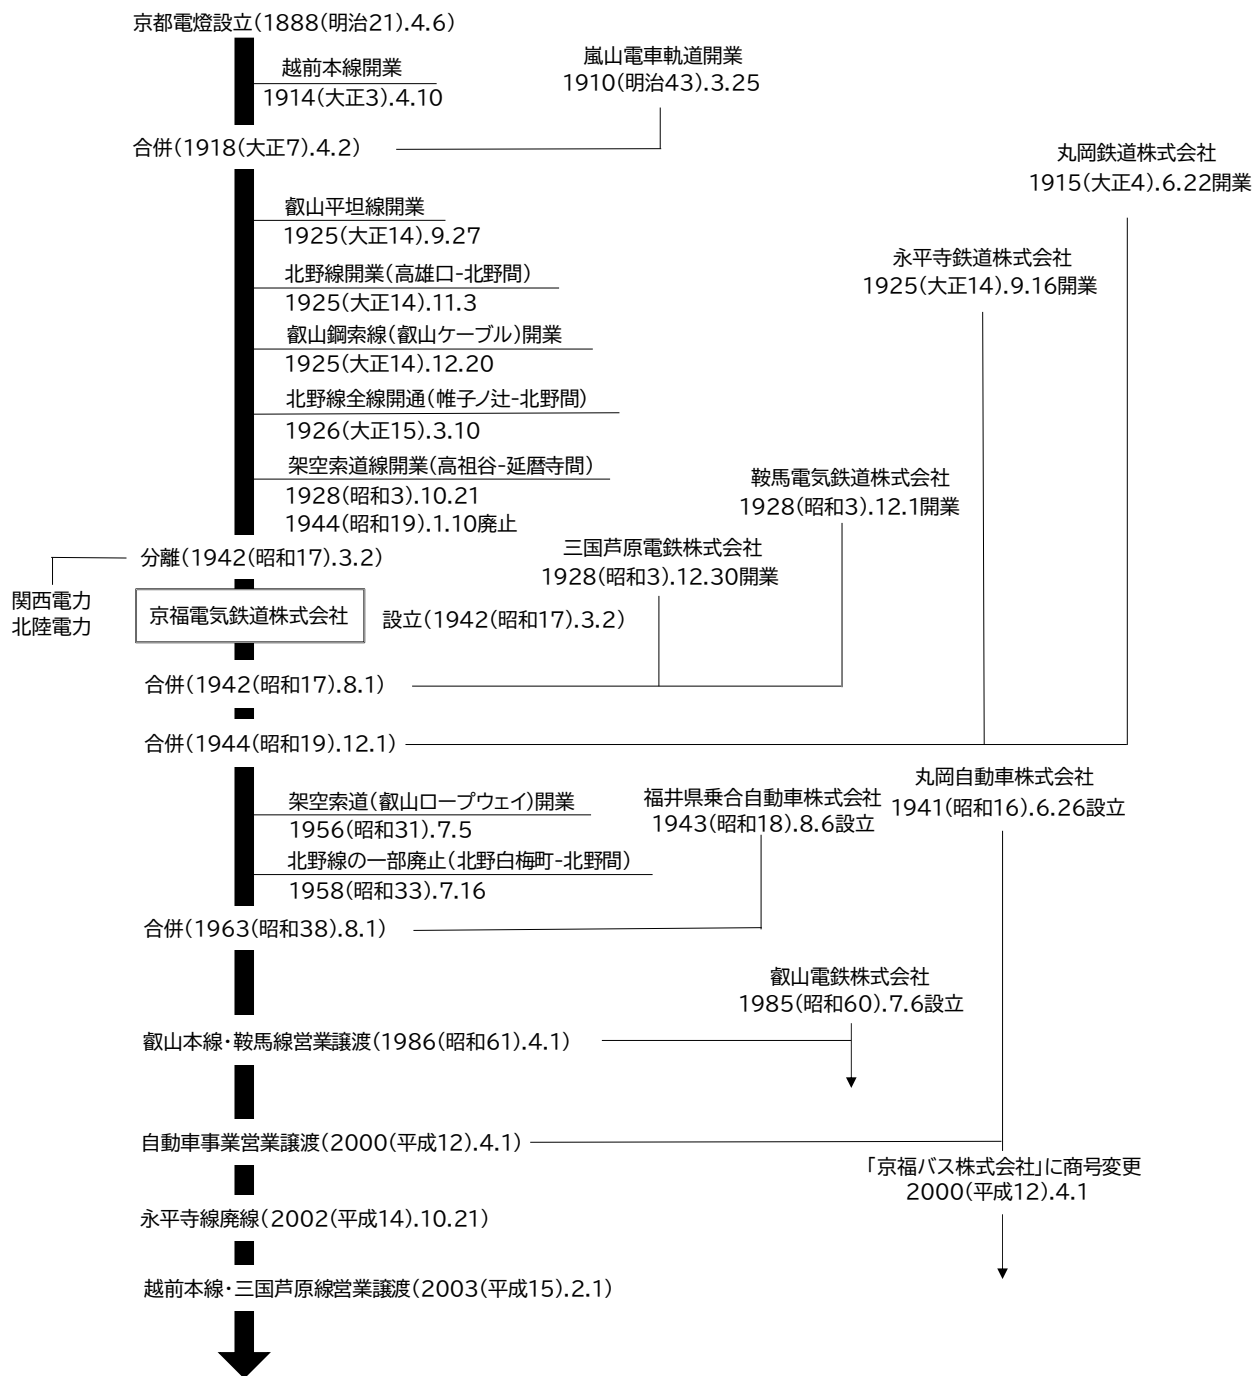 京都電燈設立(1888(明治21).4.6)
越前本線開業
1914(大正3).4.10
嵐山電車軌道開業
1910(明治43).3.25
合併(1918(大正7).4.2)
丸岡鉄道株式会社
1915(大正4).6.22開業
叡山平坦線開業
1925(大正14).9.27
永平寺鉄道株式会社
1925(大正14).9.16開業
北野線開業(高雄口-北野間)
1925(大正14).11.3
叡山鋼索線(叡山ケーブル)開業
1925(大正14).12.20
北野線全線開通(帷子ノ辻-北野間)
1926(大正15).3.10
架空索道線開業(高祖谷-延暦寺間)
1928(昭和3).10.21
1944(昭和19).1.10廃止
鞍馬電気鉄道株式会社
1928(昭和3).12.1開業
分離(1942(昭和17).3.2)
三国芦原電鉄株式会社
1928(昭和3).12.30開業
関西電力
北陸電力
京福電気鉄道株式会社
設立(1942(昭和17).3.2)
合併(1942(昭和17).8.1)
合併(1944(昭和19).12.1)
架空索道(叡山ロープウェイ)開業
1956(昭和31).7.5
福井県乗合自動車株式会社
1943(昭和18).8.6設立
丸岡自動車株式会社
1941(昭和16).6.26設立
北野線の一部廃止(北野白梅町-北野間)
1958(昭和33).7.16
合併(1963(昭和38).8.1)
叡山電鉄株式会社
1985(昭和60).7.6設立
叡山本線・鞍馬線営業譲渡(1986(昭和61).4.1)
自動車事業営業譲渡(2000(平成12).4.1)
「京福バス株式会社」に商号変更
2000(平成12).4.1
永平寺線廃線(2002(平成14).10.21)
越前本線・三国芦原線営業譲渡(2003(平成15).2.1)